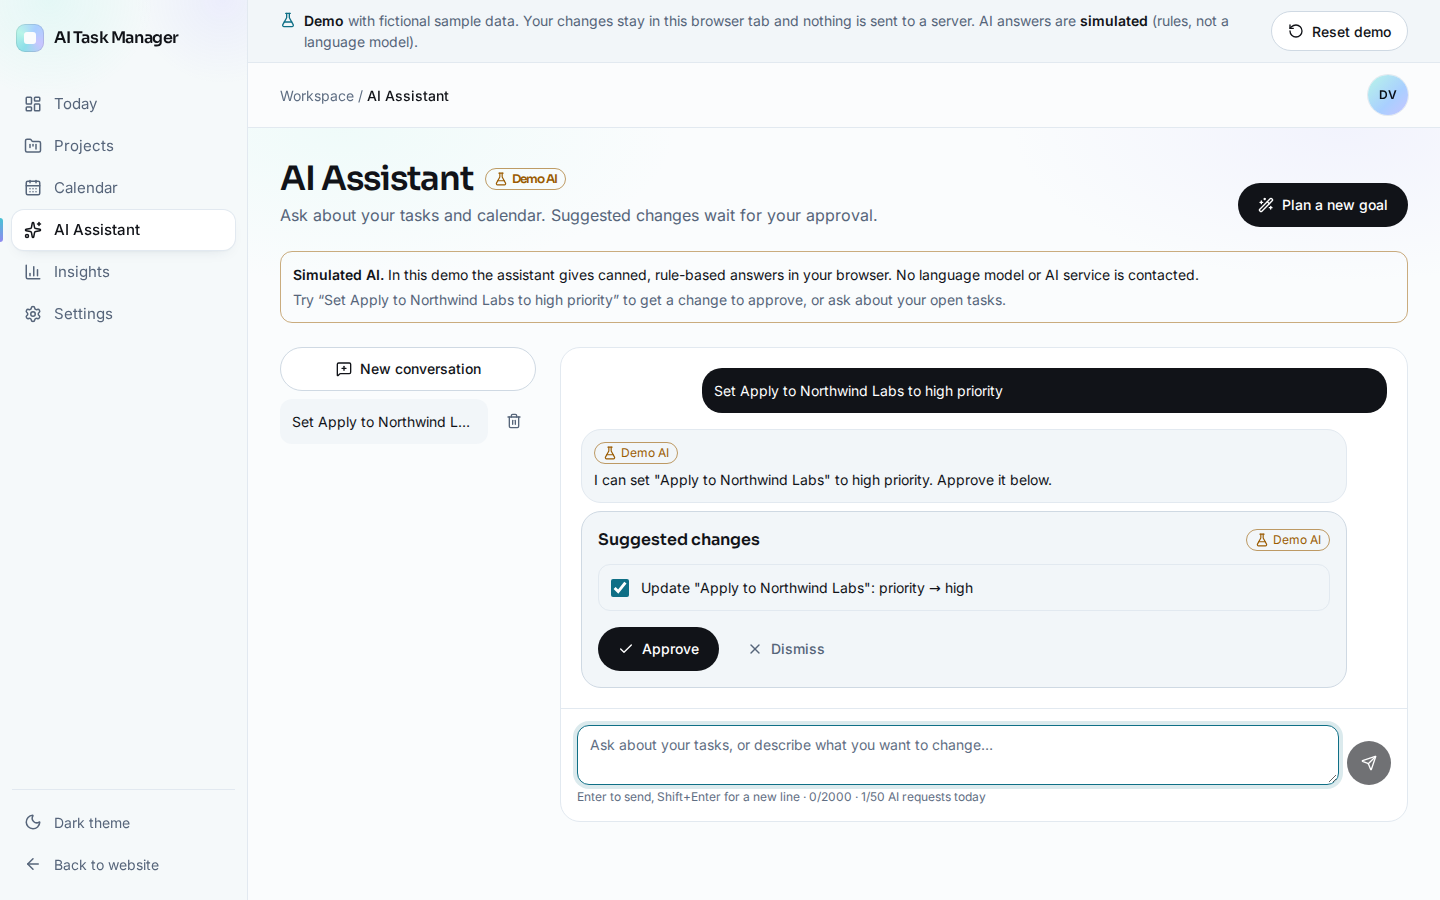 AI Task Manager
Today
Projects
Calendar
AI Assistant
Insights
Settings
Dark theme
Back to website
Demo with fictional sample data. Your changes stay in this browser tab and nothing is sent to a server. AI answers are simulated (rules, not a
language model).
Reset demo
Workspace / AI Assistant
DV
AI Assistant
Demo AI
Ask about your tasks and calendar. Suggested changes wait for your approval.
Plan a new goal
Simulated AI. In this demo the assistant gives canned, rule-based answers in your browser. No language model or AI service is contacted.
Try “Set Apply to Northwind Labs to high priority” to get a change to approve, or ask about your open tasks.
New conversation
Set Apply to Northwind L...
Set Apply to Northwind Labs to high priority
Demo AI
I can set "Apply to Northwind Labs" to high priority. Approve it below.
Suggested changes
Demo AI
Update "Apply to Northwind Labs": priority → high
Approve
Dismiss
Ask about your tasks, or describe what you want to change...
Enter to send, Shift+Enter for a new line · 0/2000 · 1/50 AI requests today